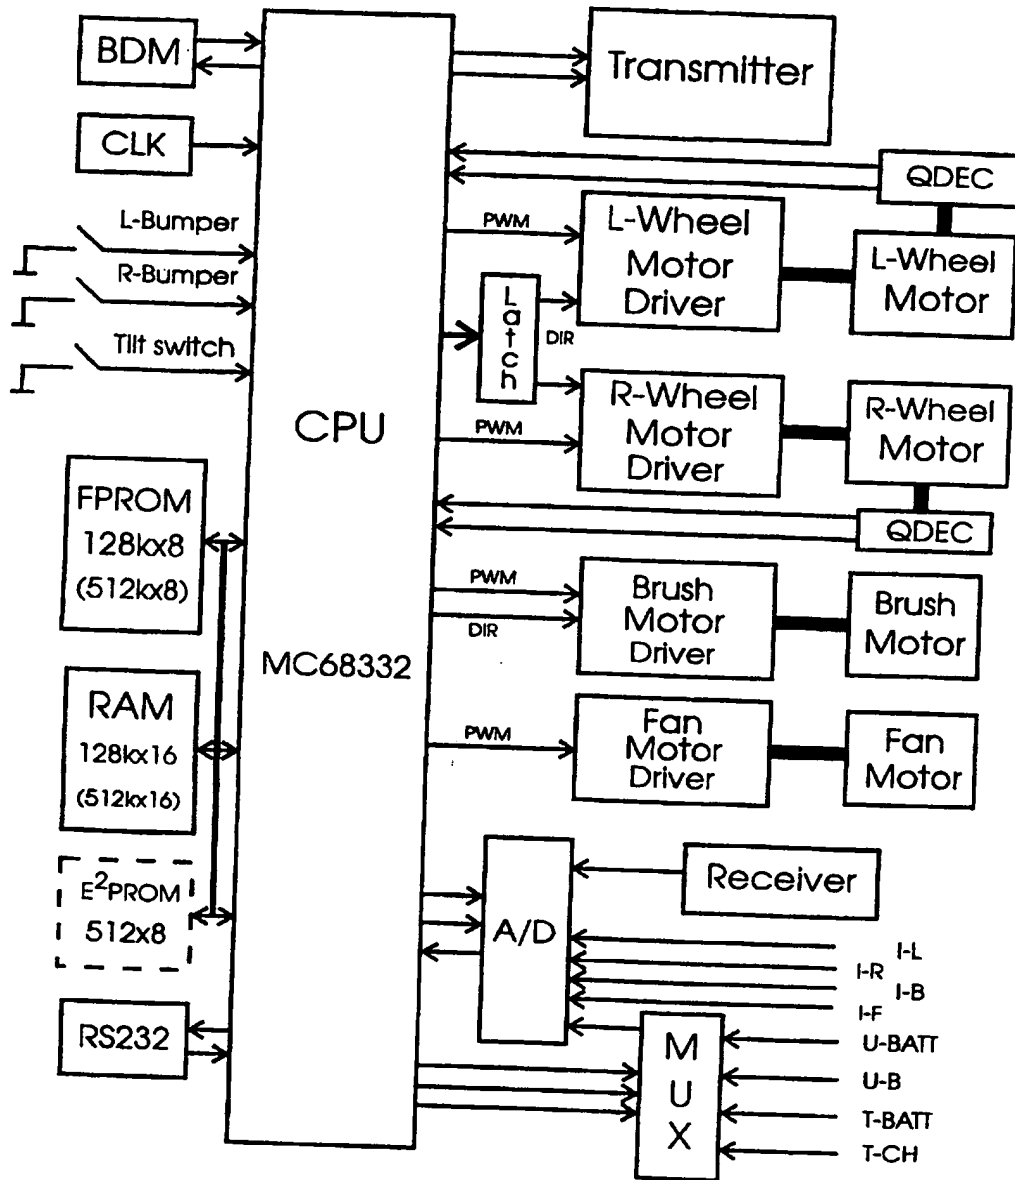 BDM
CLK
L-Bumper
R-Bumper
Tilt switch
FPROM
128kx8
(512kx8)
RAM
128kx16
(512kx16)
E²PROM
512x8
RS232
CPU
MC68332
Transmitter
QDEC
PWM
L-Wheel
Motor
Driver
L-Wheel
Motor
Latch
DIR
PWM
R-Wheel
Motor
Driver
R-Wheel
Motor
QDEC
PWM
DIR
Brush
Motor
Driver
Brush
Motor
PWM
Fan
Motor
Driver
Fan
Motor
A/D
Receiver
I-L
I-R
I-B
I-F
MUX
U-BATT
U-B
T-BATT
T-CH